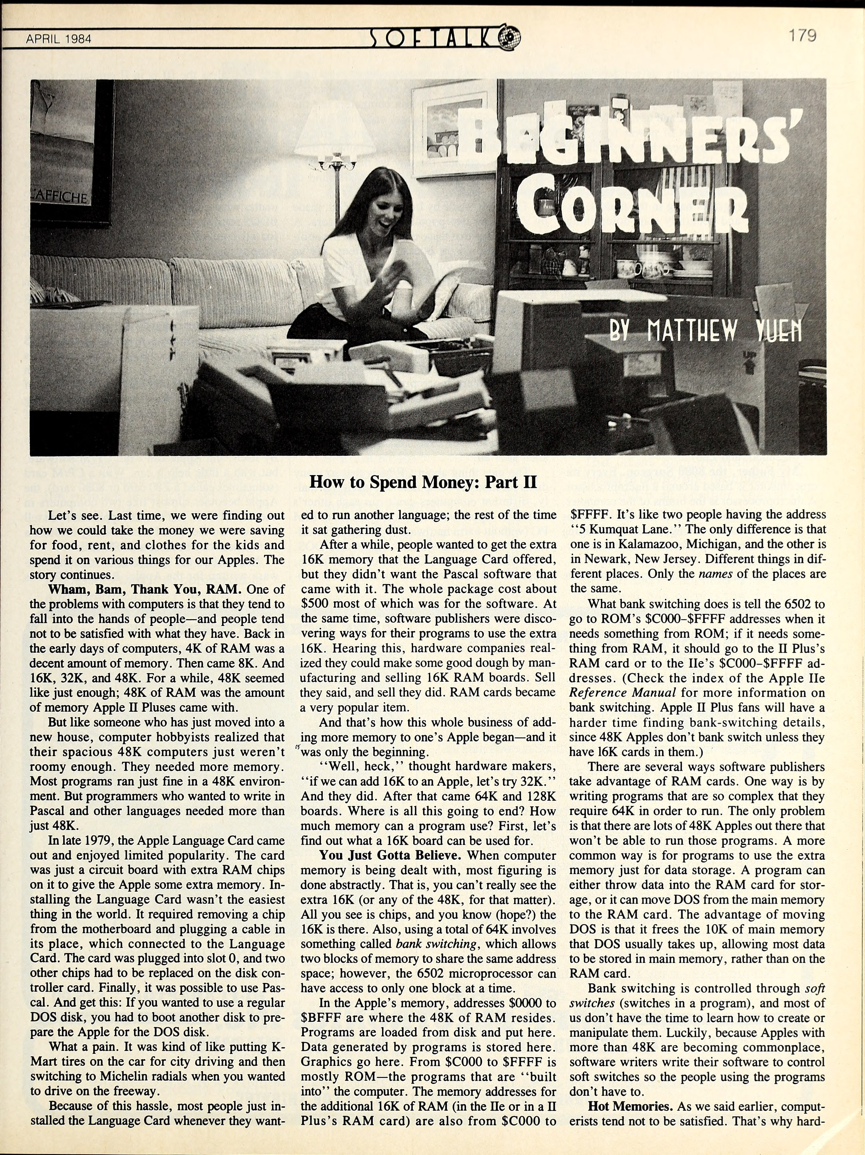 APRIL 1984
SOFTALK
179
L'AFFICHE
BEGINNERS'
CORNER
BY MATTHEW YUEN
UP
How to Spend Money: Part II
Let's see. Last time, we were finding out
how we could take the money we were saving
for food, rent, and clothes for the kids and
spend it on various things for our Apples. The
story continues.
Wham, Bam, Thank You, RAM. One of
the problems with computers is that they tend to
fall into the hands of people—and people tend
not to be satisfied with what they have. Back in
the early days of computers, 4K of RAM was a
decent amount of memory. Then came 8K. And
16K, 32K, and 48K. For a while, 48K seemed
like just enough; 48K of RAM was the amount
of memory Apple II Pluses came with.
But like someone who has just moved into a
new house, computer hobbyists realized that
their spacious 48K computers just weren't
roomy enough. They needed more memory.
Most programs ran just fine in a 48K environ-
ment. But programmers who wanted to write in
Pascal and other languages needed more than
just 48K.
In late 1979, the Apple Language Card came
out and enjoyed limited popularity. The card
was just a circuit board with extra RAM chips
on it to give the Apple some extra memory. In-
stalling the Language Card wasn't the easiest
thing in the world. It required removing a chip
from the motherboard and plugging a cable in
its place, which connected to the Language
Card. The card was plugged into slot 0, and two
other chips had to be replaced on the disk con-
troller card. Finally, it was possible to use Pas-
cal. And get this: If you wanted to use a regular
DOS disk, you had to boot another disk to pre-
pare the Apple for the DOS disk.
What a pain. It was kind of like putting K-
Mart tires on the car for city driving and then
switching to Michelin radials when you wanted
to drive on the freeway.
Because of this hassle, most people just in-
stalled the Language Card whenever they want-
ed to run another language; the rest of the time
it sat gathering dust.
After a while, people wanted to get the extra
16K memory that the Language Card offered,
but they didn't want the Pascal software that
came with it. The whole package cost about
$500 most of which was for the software. At
the same time, software publishers were disco-
vering ways for their programs to use the extra
16K. Hearing this, hardware companies real-
ized they could make some good dough by man-
ufacturing and selling 16K RAM boards. Sell
they said, and sell they did. RAM cards became
a very popular item.
And that's how this whole business of add-
ing more memory to one's Apple began—and it
was only the beginning.
"Well, heck," thought hardware makers,
"if we can add 16K to an Apple, let's try 32K."
And they did. After that came 64K and 128K
boards. Where is all this going to end? How
much memory can a program use? First, let's
find out what a 16K board can be used for.
You Just Gotta Believe. When computer
memory is being dealt with, most figuring is
done abstractly. That is, you can't really see the
extra 16K (or any of the 48K, for that matter).
All you see is chips, and you know (hope?) the
16K is there. Also, using a total of 64K involves
something called bank switching, which allows
two blocks of memory to share the same address
space; however, the 6502 microprocessor can
have access to only one block at a time.
In the Apple's memory, addresses $0000 to
$BFFF are where the 48K of RAM resides.
Programs are loaded from disk and put here.
Data generated by programs is stored here.
Graphics go here. From $C000 to $FFFF is
mostly ROM—the programs that are "built
into" the computer. The memory addresses for
the additional 16K of RAM (in the IIe or in a II
Plus's RAM card) are also from $C000 to
$FFFF. It's like two people having the address
"5 Kumquat Lane." The only difference is that
one is in Kalamazoo, Michigan, and the other is
in Newark, New Jersey. Different things in dif-
ferent places. Only the names of the places are
the same.
What bank switching does is tell the 6502 to
go to ROM's $C000–$FFFF addresses when it
needs something from ROM; if it needs some-
thing from RAM, it should go to the II Plus's
RAM card or to the IIe's $C000–$FFFF ad-
dresses. (Check the index of the Apple IIe
Reference Manual for more information on
bank switching. Apple II Plus fans will have a
harder time finding bank-switching details,
since 48K Apples don't bank switch unless they
have 16K cards in them.)
There are several ways software publishers
take advantage of RAM cards. One way is by
writing programs that are so complex that they
require 64K in order to run. The only problem
is that there are lots of 48K Apples out there that
won't be able to run those programs. A more
common way is for programs to use the extra
memory just for data storage. A program can
either throw data into the RAM card for stor-
age, or it can move DOS from the main memory
to the RAM card. The advantage of moving
DOS is that it frees the 10K of main memory
that DOS usually takes up, allowing most data
to be stored in main memory, rather than on the
RAM card.
Bank switching is controlled through soft
switches (switches in a program), and most of
us don't have the time to learn how to create or
manipulate them. Luckily, because Apples with
more than 48K are becoming commonplace,
software writers write their software to control
soft switches so the people using the programs
don't have to.
Hot Memories. As we said earlier, comput-
erists tend not to be satisfied. That's why hard-